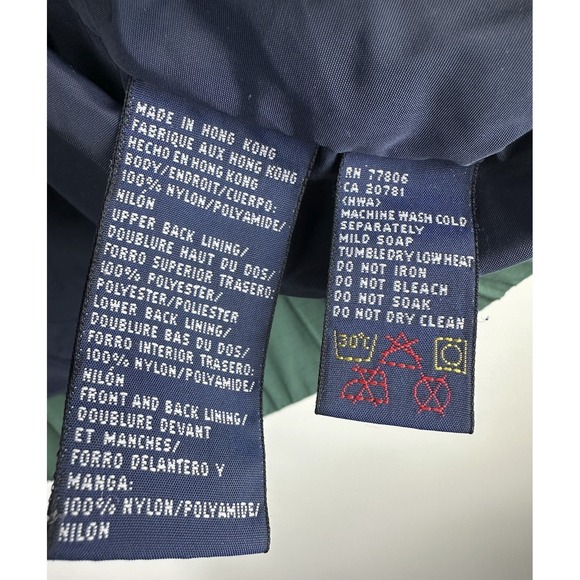 MADE IN HONG KONG
FABRIQUE AUX HONG KONG
HECHO EN HONG KONG
BODY/ENDROIT/CUERPO-
100% NYLON/POLYAMIDE/
NILÓN
UPPER BACK LINING/
DOUBLURE HAUT DU DOS/
FORRO SUPERIOR TRASERO:
100% POLYESTER/
POLYESTER/POLIESTER
LOWER BACK LINING/
DOUBLURE BAS DU DOS/
FORRO INTERIOR TRASERO:
100% NYLON/POLYAMIDE/
NILÓN
FRONT AND BACK LINING/
DOUBLURE DEVANT
ET MANCHES/
FORRO DELANTERO Y
MANGA:
100% NYLON/POLYAMIDE/
NILON
RN 77806
CA 20781
<HWA>
MACHINE WASH COLD
SEPARATELY
MILD SOAP
TUMBLE DRY LOW HEAT
DO NOT IRON
DO NOT BLEACH
DO NOT SOAK
DO NOT DRY CLEAN
30°C